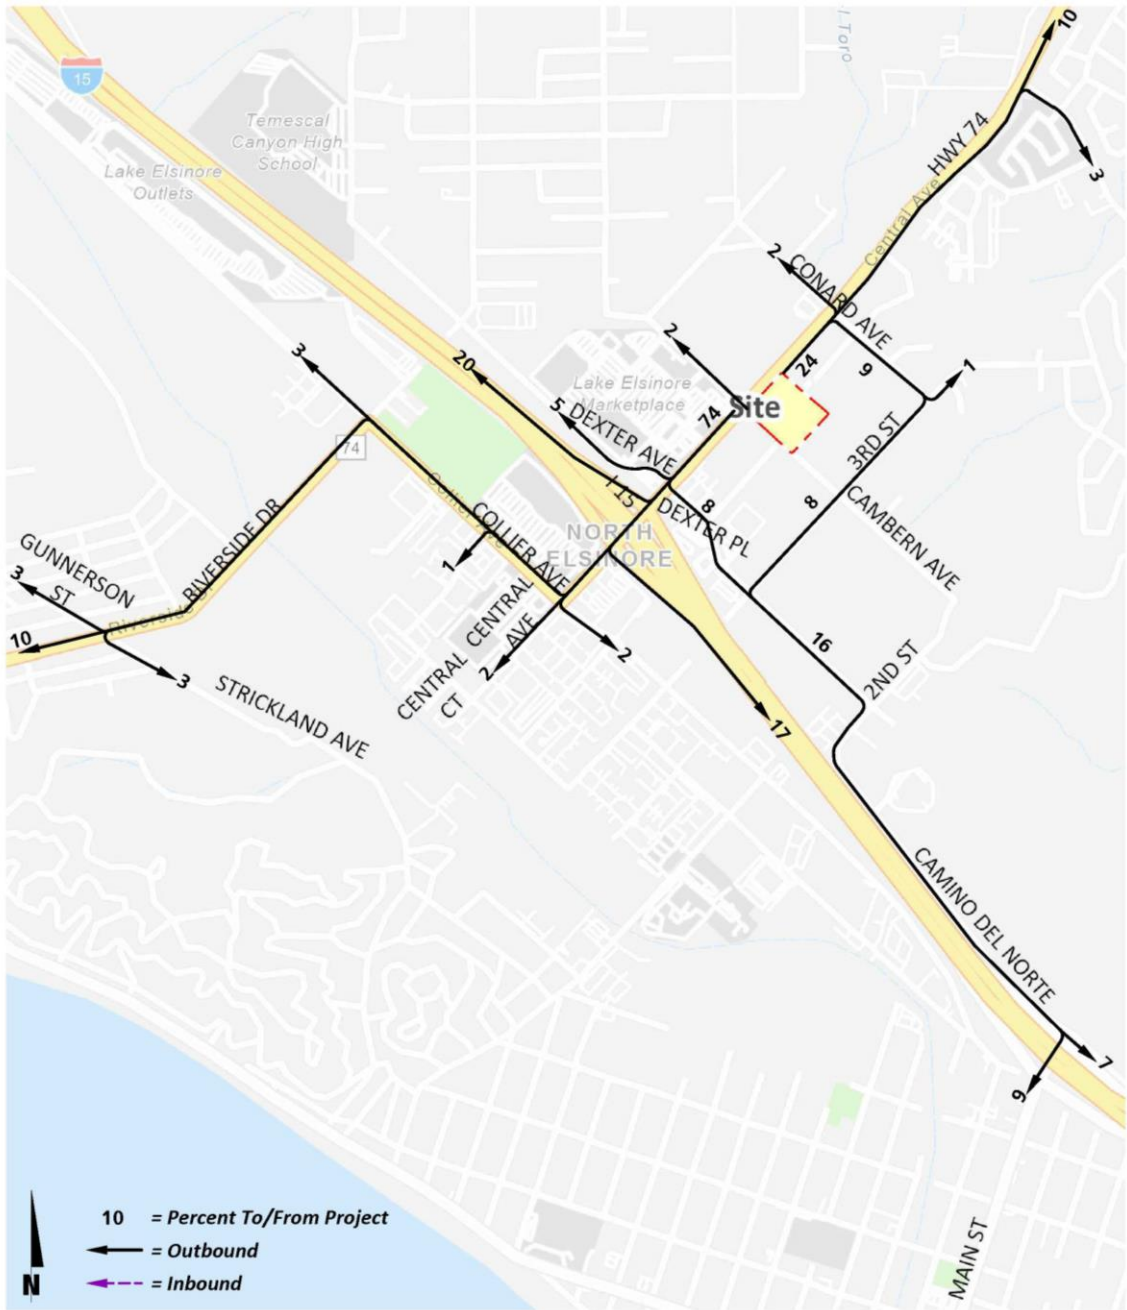 l Toro
10
15
Temescal
Canyon High
School
HWY 74
Lake Elsinore
Outlets
3
Central Ave
2
CONARD AVE
2
3
20
24
9
1
Lake Elsinore
Marketplace
Site
5
DEXTER AVE
74
3RD ST
74
I 15
8
DEXTER PL
8
CAMBERN AVE
COLLIER AVE
NORTH
ELSINORE
RIVERSIDE DR
GUNNERSON
ST
3
1
CENTRAL
AVE
Riverside Dr
10
2
16
2ND ST
3
2
CENTRAL
CT
STRICKLAND AVE
17
CAMINO DEL NORTE
7
9
MAIN ST
10 = Percent To/From Project
= Outbound
= Inbound
N